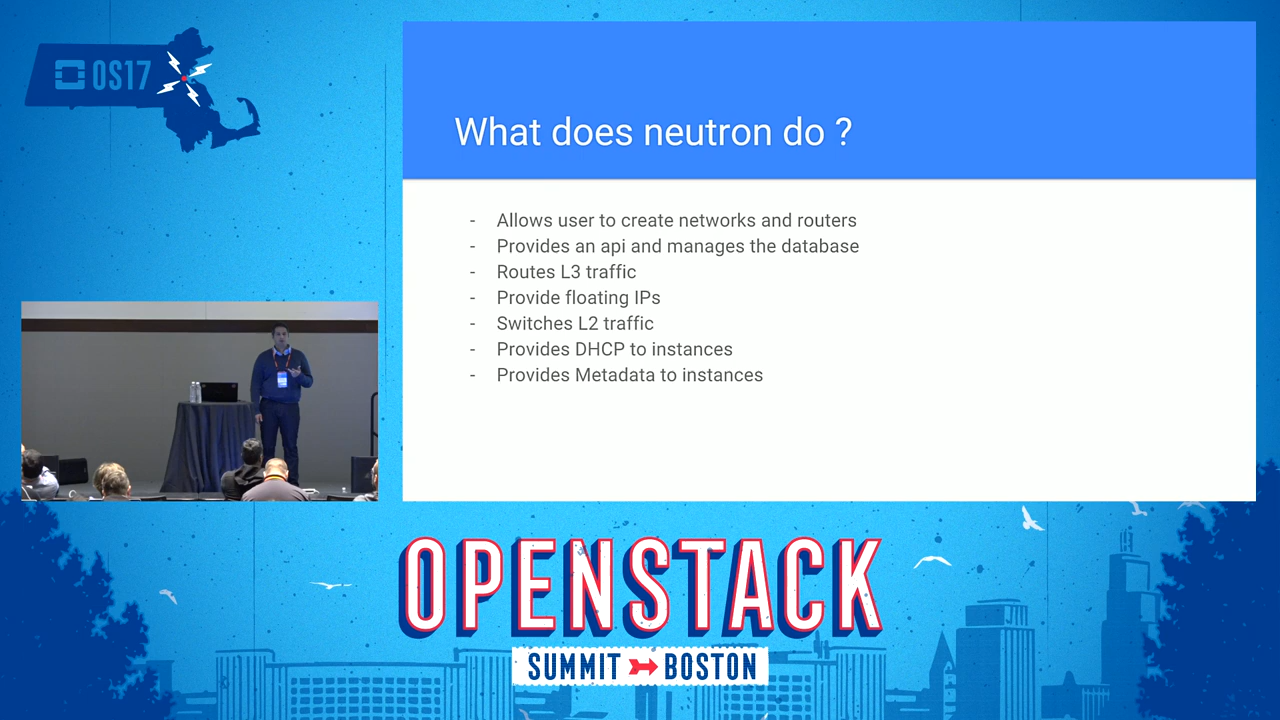 OS17
What does neutron do ?
- Allows user to create networks and routers
- Provides an api and manages the database
- Routes L3 traffic
- Provide floating IPs
- Switches L2 traffic
- Provides DHCP to instances
- Provides Metadata to instances
OPENSTACK
SUMMIT BOSTON